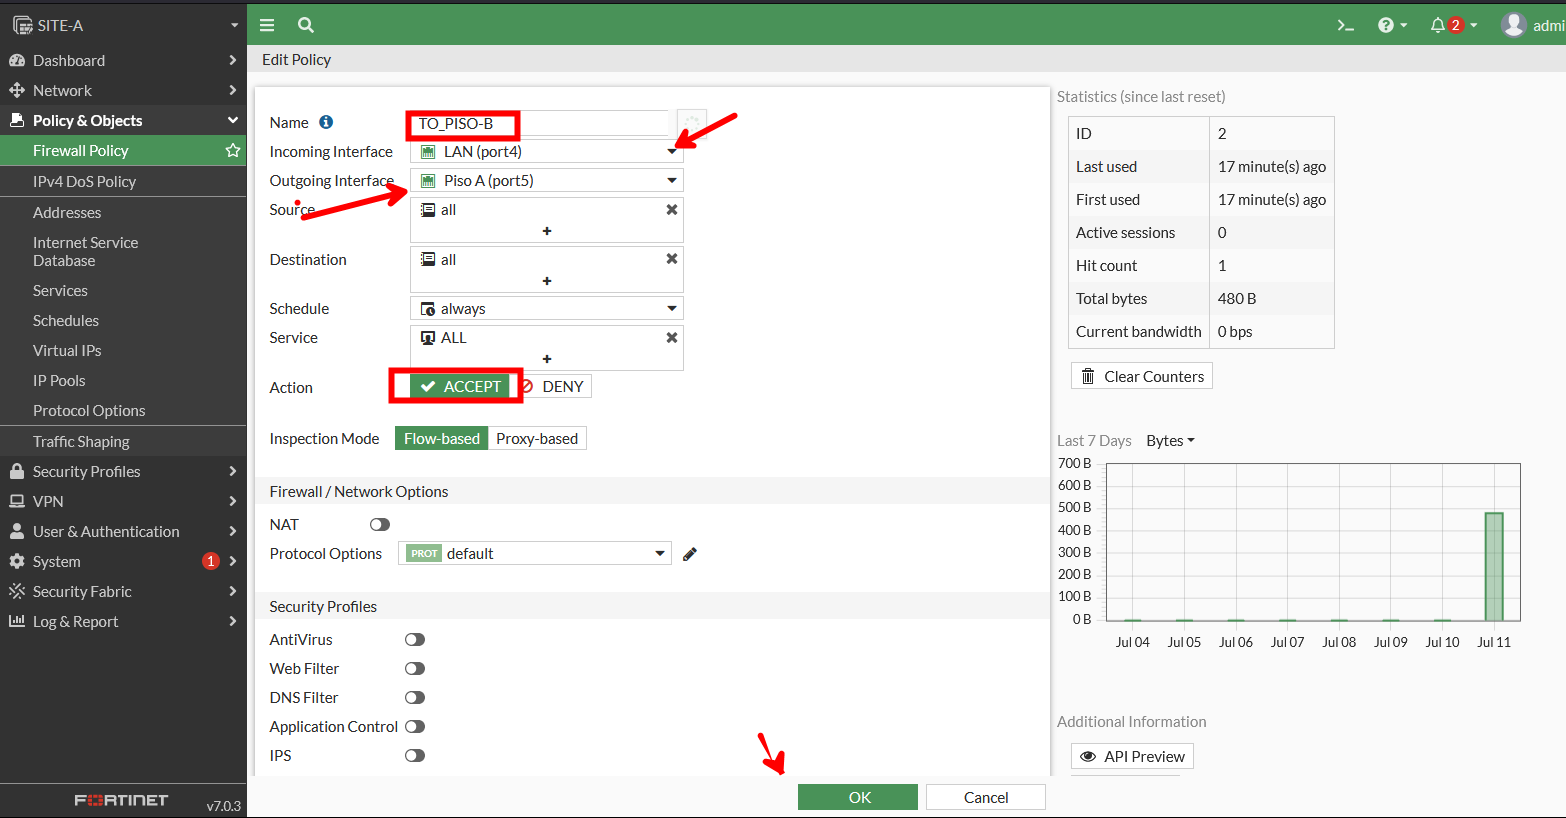 SITE-A
2
admi
Dashboard
Network
Policy & Objects
Firewall Policy
IPv4 DoS Policy
Addresses
Internet Service
Database
Services
Schedules
Virtual IPs
IP Pools
Protocol Options
Traffic Shaping
Security Profiles
VPN
User & Authentication
System 1
Security Fabric
Log & Report
FORTINET
v7.0.3
Edit Policy
Name TO_PISO-B
Incoming Interface LAN (port4)
Outgoing Interface Piso A (port5)
Source all
+
Destination all
+
Schedule always
Service ALL
+
Action ACCEPT DENY
Inspection Mode Flow-based Proxy-based
Firewall / Network Options
NAT
Protocol Options PROT default
Security Profiles
AntiVirus
Web Filter
DNS Filter
Application Control
IPS
OK Cancel
Statistics (since last reset)
ID 2
Last used 17 minute(s) ago
First used 17 minute(s) ago
Active sessions 0
Hit count 1
Total bytes 480 B
Current bandwidth 0 bps
Clear Counters
Last 7 Days Bytes
700 B
600 B
500 B
400 B
300 B
200 B
100 B
0 B
Jul 04 Jul 05 Jul 06 Jul 07 Jul 08 Jul 09 Jul 10 Jul 11
Additional Information
API Preview